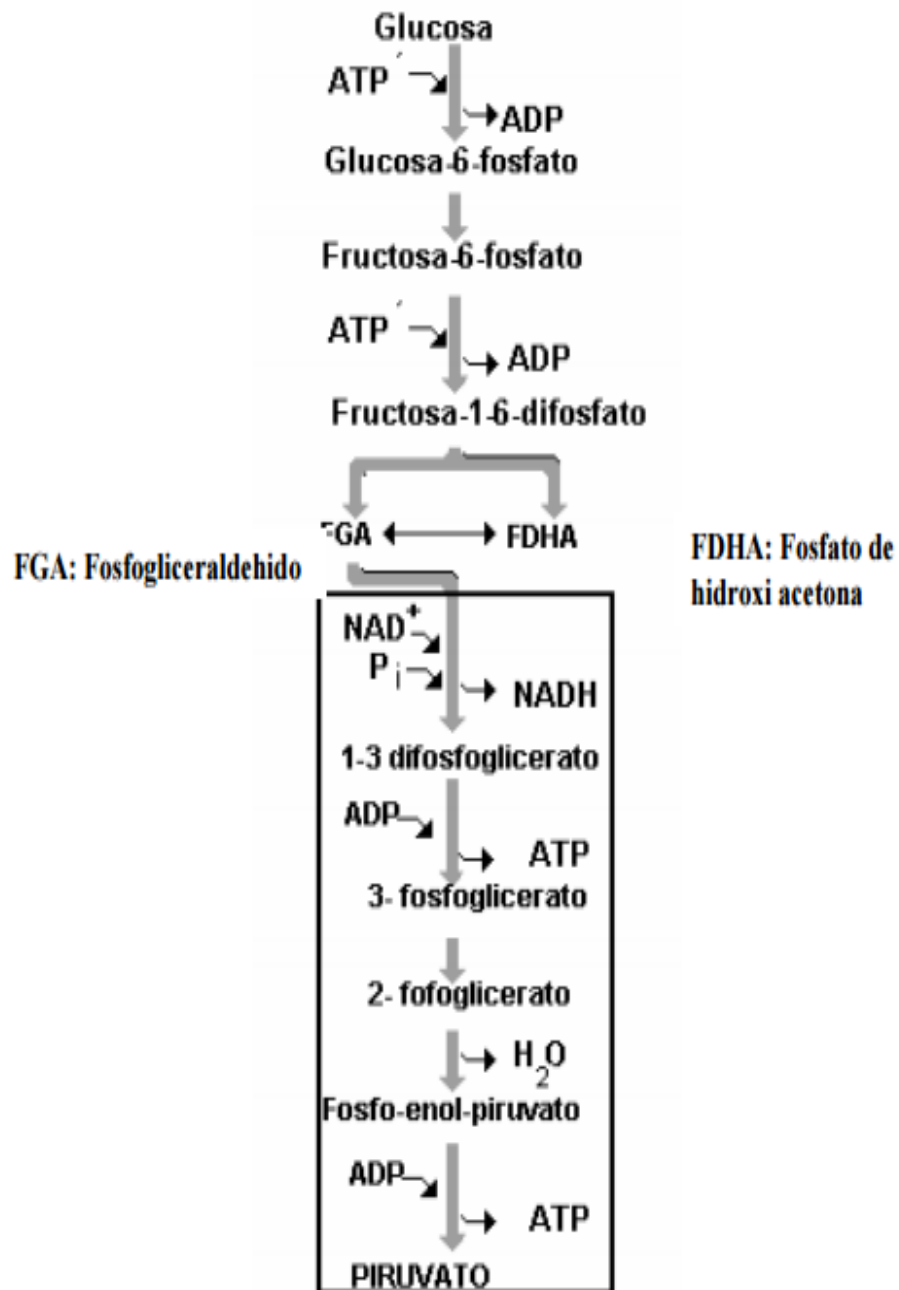 Glucosa
ATP
ADP
Glucosa-6-fosfato
Fructosa-6-fosfato
ATP
ADP
Fructosa-1-6-difosfato
FGA FDHA
FGA: Fosfogliceraldehido
FDHA: Fosfato de
hidroxi acetona
NAD+
Pi
NADH
1-3 difosfoglicerato
ADP
ATP
3- fosfoglicerato
2- fofoglicerato
H2O
Fosfo-enol-piruvato
ADP
ATP
PIRUVATO